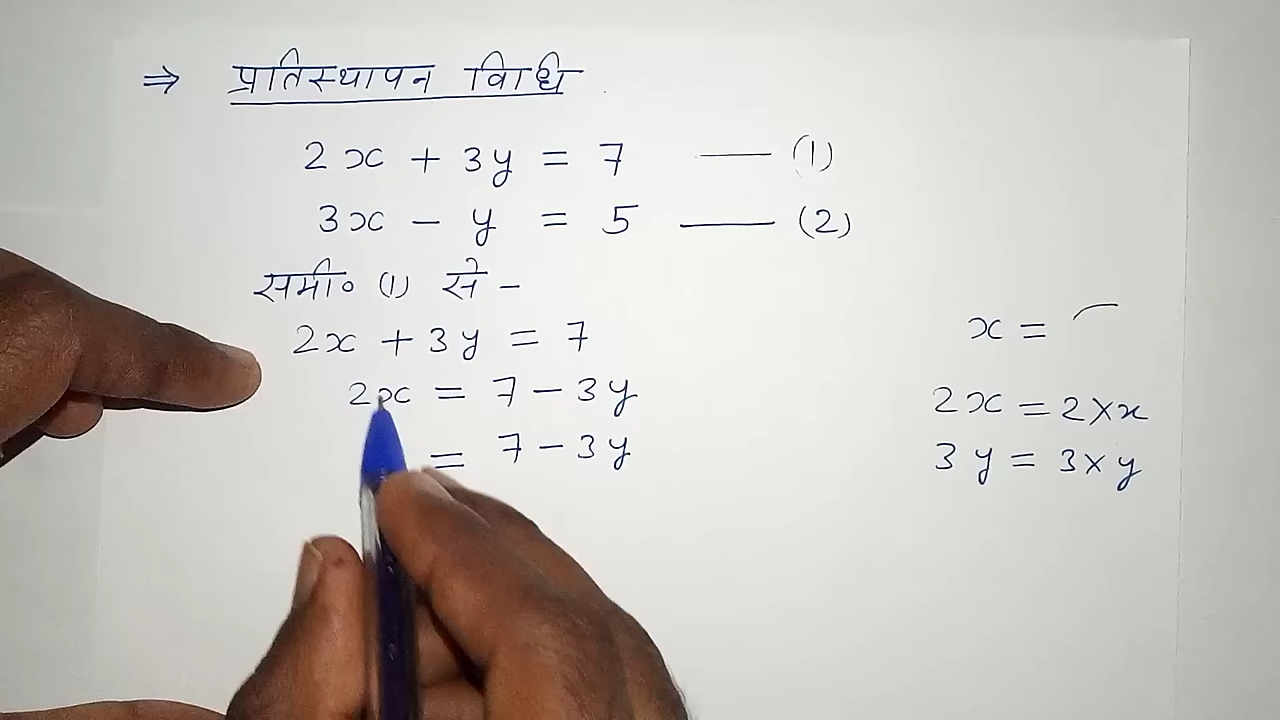 ⇒ प्रतिस्थापन विधि
2x + 3y = 7 —— (1)
3x - y = 5 —— (2)
समी० (1) से -
2x + 3y = 7
2x = 7 - 3y
= 7 - 3y
x =
2x = 2×x
3y = 3×y